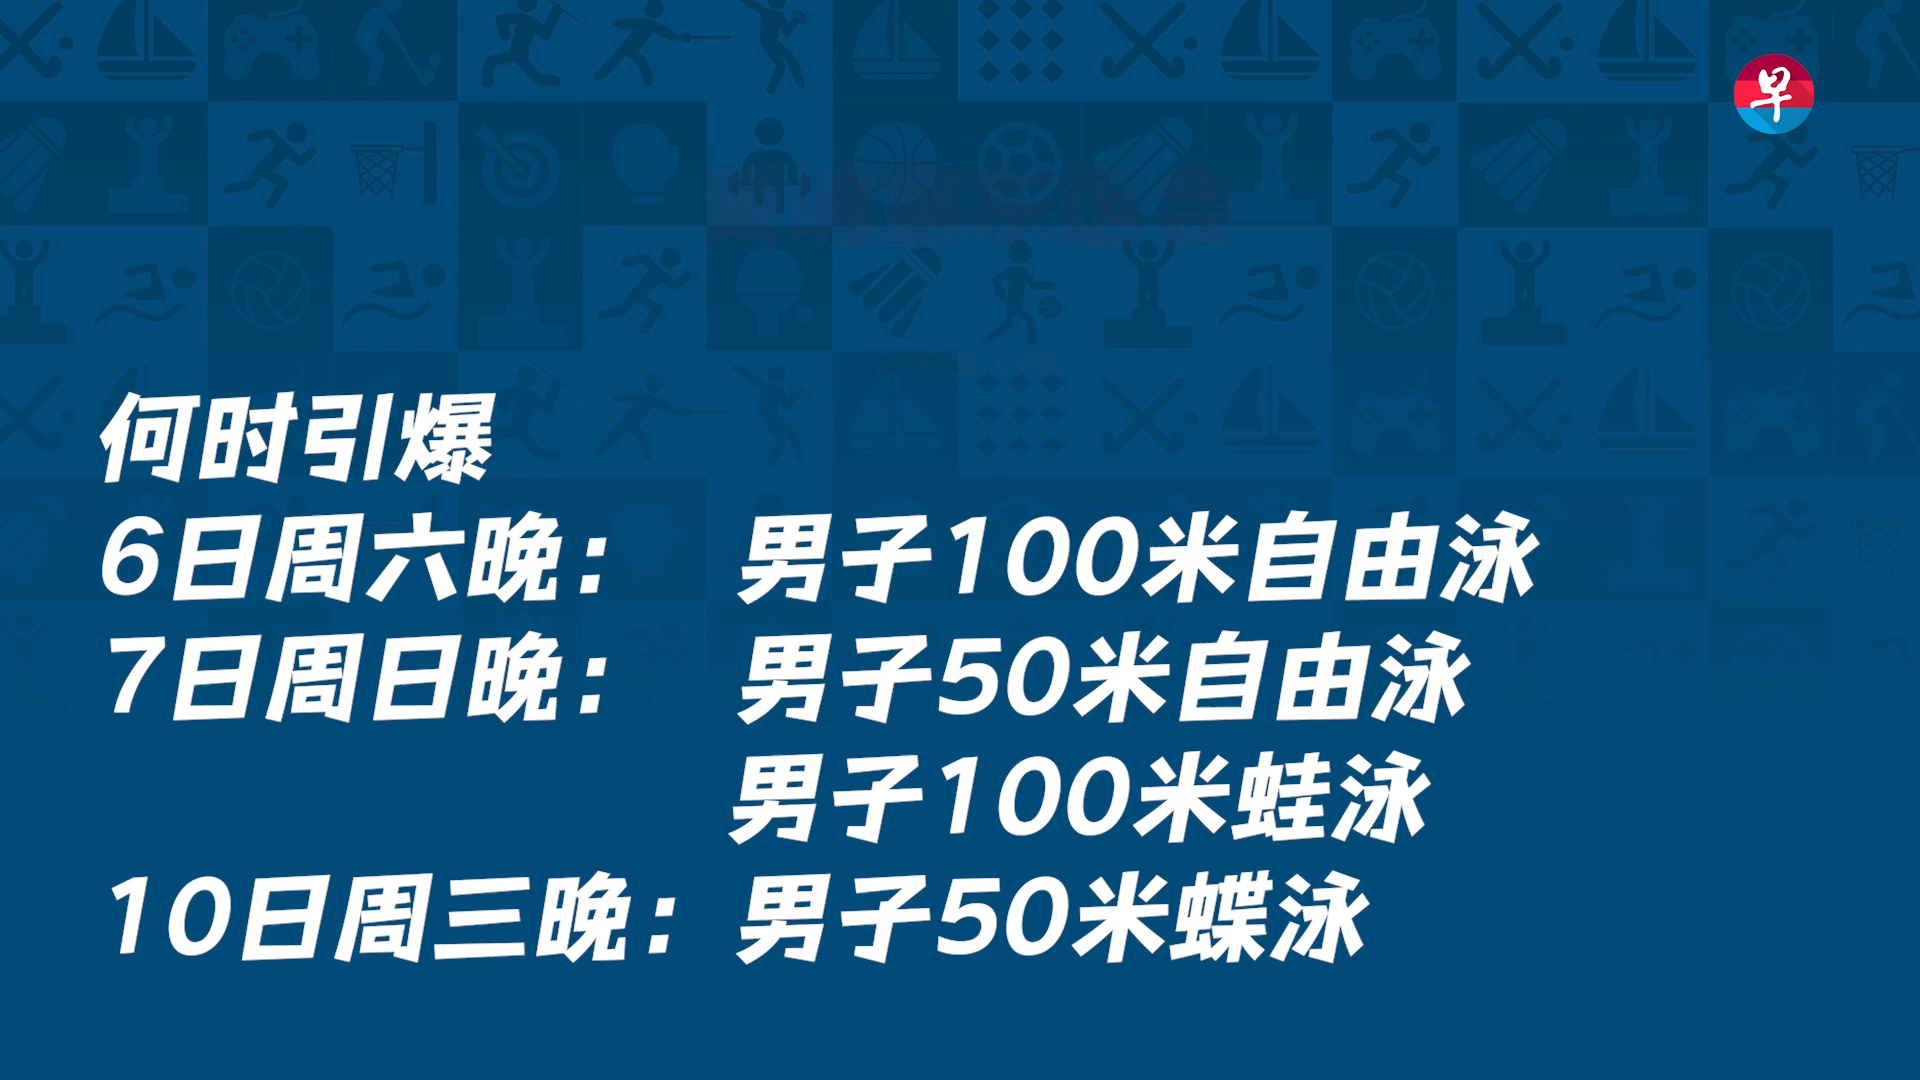 早
何时引爆
6日周六晚： 男子100米自由泳
7日周日晚： 男子50米自由泳
男子100米蛙泳
10日周三晚：男子50米蝶泳